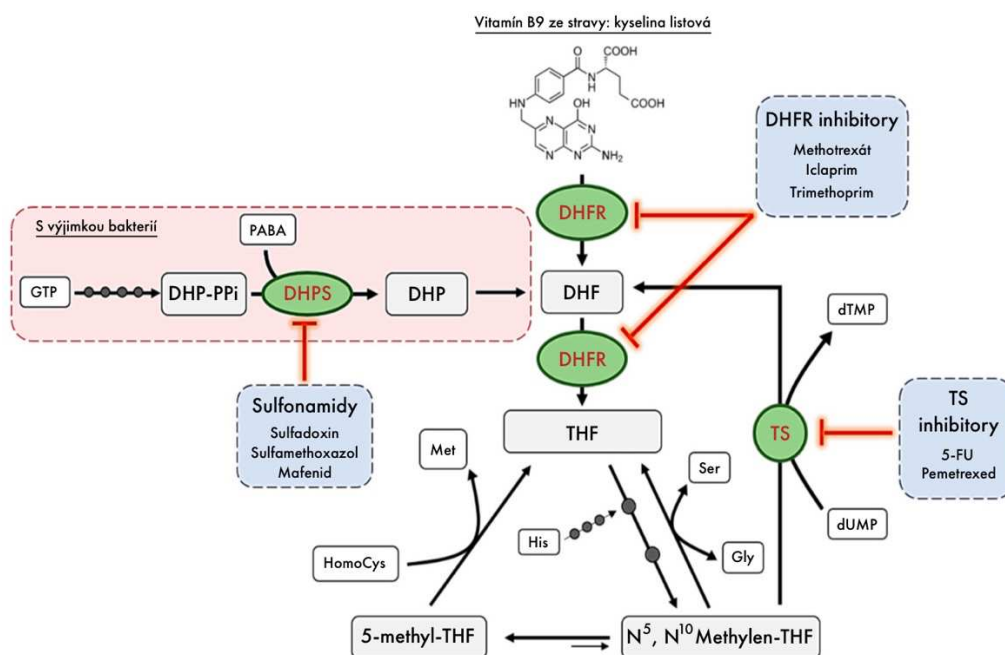 Vitamín B9 ze stravy: kyselina listová
O
COOH
N
H
COOH
NH
OH
N
N
N
N
NH₂
DHFR inhibitory
Methotrexát
Iclaprim
Trimethoprim
DHFR
S výjimkou bakterií
PABA
GTP
DHP-PPi
DHPS
DHP
DHF
dTMP
DHFR
Sulfonamidy
Sulfadoxin
Sulfamethoxazol
Mafenid
THF
TS
TS
inhibitory
5-FU
Pemetrexed
Met
Ser
His
Gly
dUMP
HomoCys
5-methyl-THF
N⁵, N¹⁰ Methylen-THF